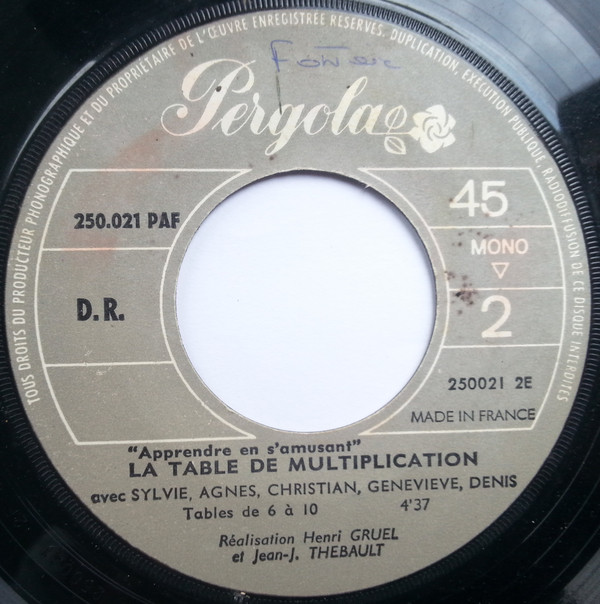 TOUS DROITS DU PRODUCTEUR PHONOGRAPHIQUE ET DU PROPRIÉTAIRE DE L'ŒUVRE ENREGISTRÉE RÉSERVÉS. DUPLICATION, EXÉCUTION PUBLIQUE, RADIODIFFUSION DE CE DISQUE INTERDITES
Pergola
250.021 PAF
45
MONO
D.R.
2
250021 2E
MADE IN FRANCE
"Apprendre en s'amusant"
LA TABLE DE MULTIPLICATION
avec SYLVIE, AGNES, CHRISTIAN, GENEVIEVE, DENIS
Tables de 6 à 10 4'37
Réalisation Henri GRUEL
et Jean-J. THEBAULT